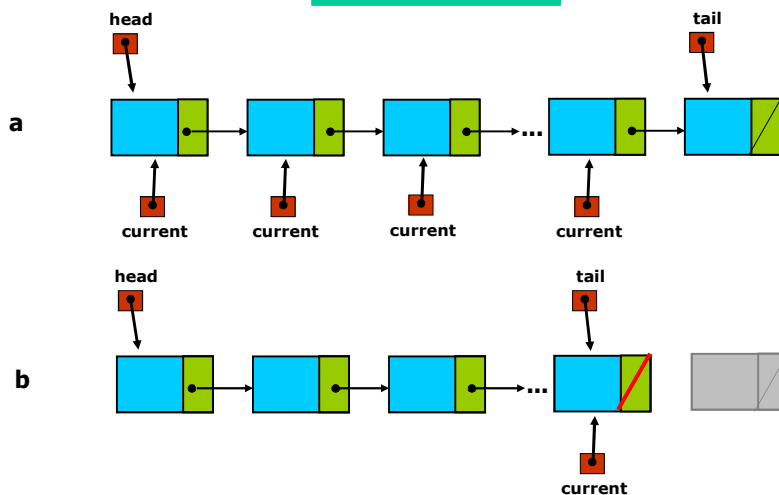 head tail
a
...
current current current current
head tail
b
...
current